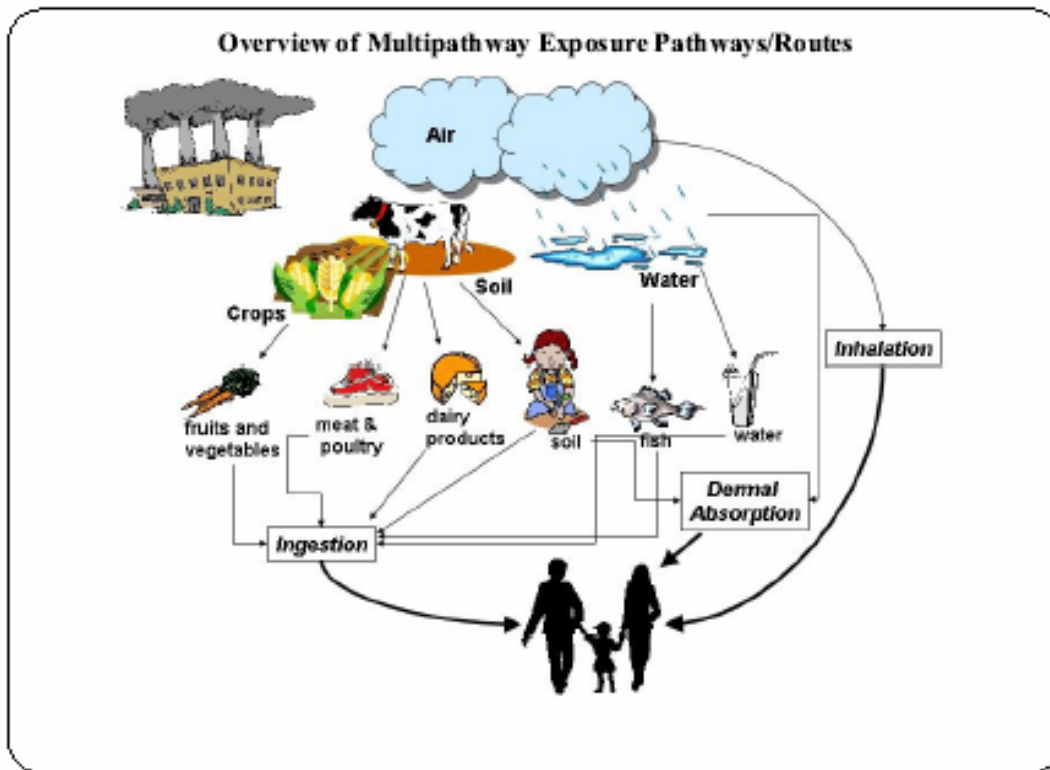 Overview of Multipathway Exposure Pathways/Routes
Air
Soil
Water
Crops
Inhalation
fruits and
vegetables
meat &
poultry
dairy
products
soil
fish
water
Dermal
Absorption
Ingestion